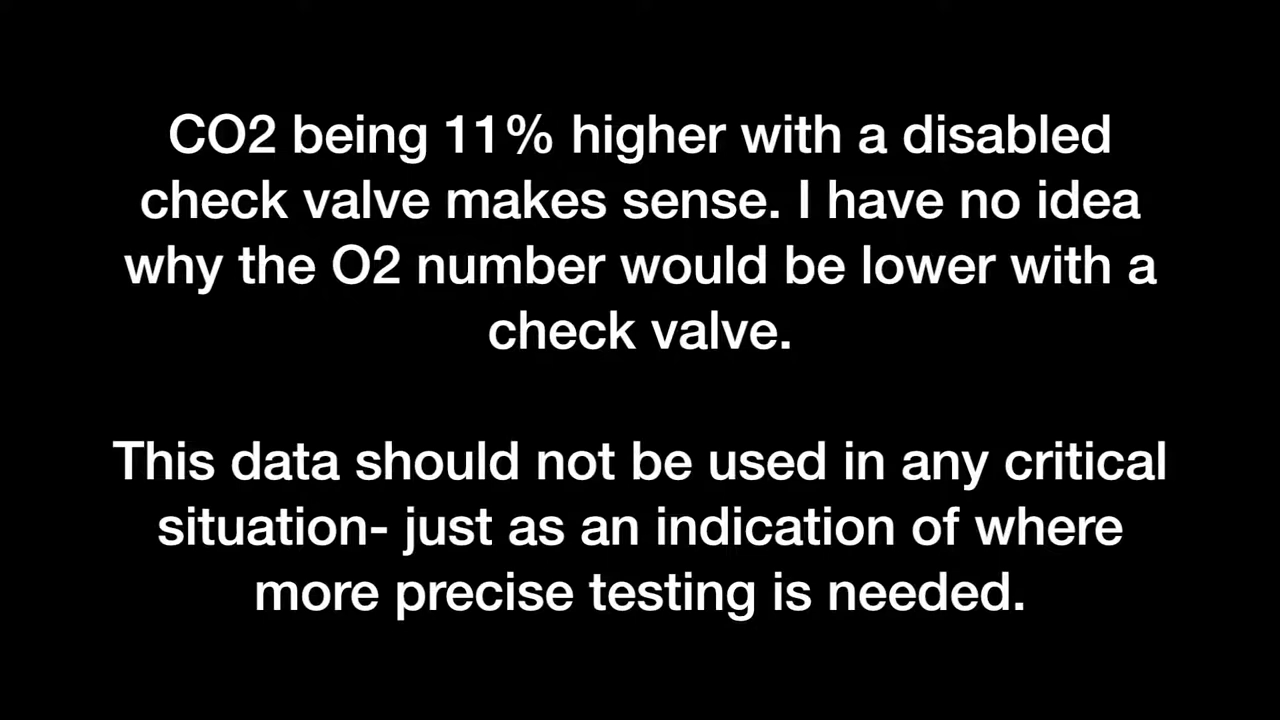 CO2 being 11% higher with a disabled
check valve makes sense. I have no idea
why the O2 number would be lower with a
check valve.
This data should not be used in any critical
situation- just as an indication of where
more precise testing is needed.